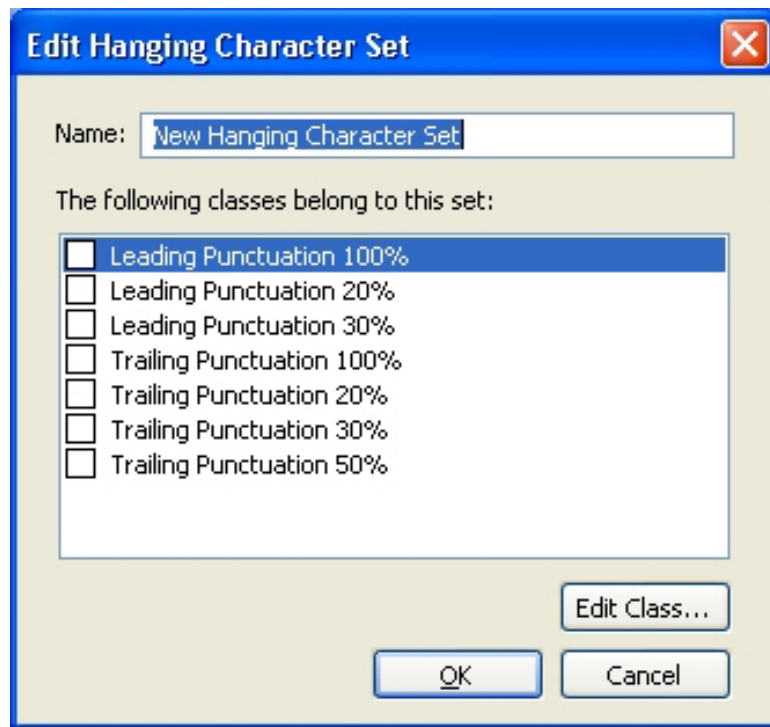 Edit Hanging Character Set
Name: New Hanging Character Set
The following classes belong to this set:
Leading Punctuation 100%
Leading Punctuation 20%
Leading Punctuation 30%
Trailing Punctuation 100%
Trailing Punctuation 20%
Trailing Punctuation 30%
Trailing Punctuation 50%
Edit Class...
OK Cancel